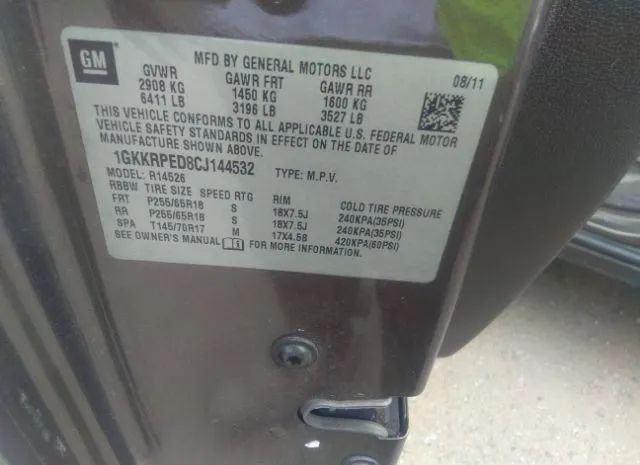 GM
MFD BY GENERAL MOTORS LLC
08/11
GVWR GAWR FRT GAWR RR
2908 KG 1450 KG 1600 KG
6411 LB 3196 LB 3527 LB
THIS VEHICLE CONFORMS TO ALL APPLICABLE U.S. FEDERAL MOTOR
VEHICLE SAFETY STANDARDS IN EFFECT ON THE DATE OF
MANUFACTURE SHOWN ABOVE.
1GKKRPED8CJ144532 TYPE: M.P.V.
MODEL: R14526
RBBW TIRE SIZE SPEED RTG RIM COLD TIRE PRESSURE
FRT P255/65R18 S 18X7.5J 240KPA(35PSI)
RR P255/65R18 S 18X7.5J 240KPA(35PSI)
SPA T145/70R17 M 17X4.5B 420KPA(60PSI)
SEE OWNER'S MANUAL FOR MORE INFORMATION.